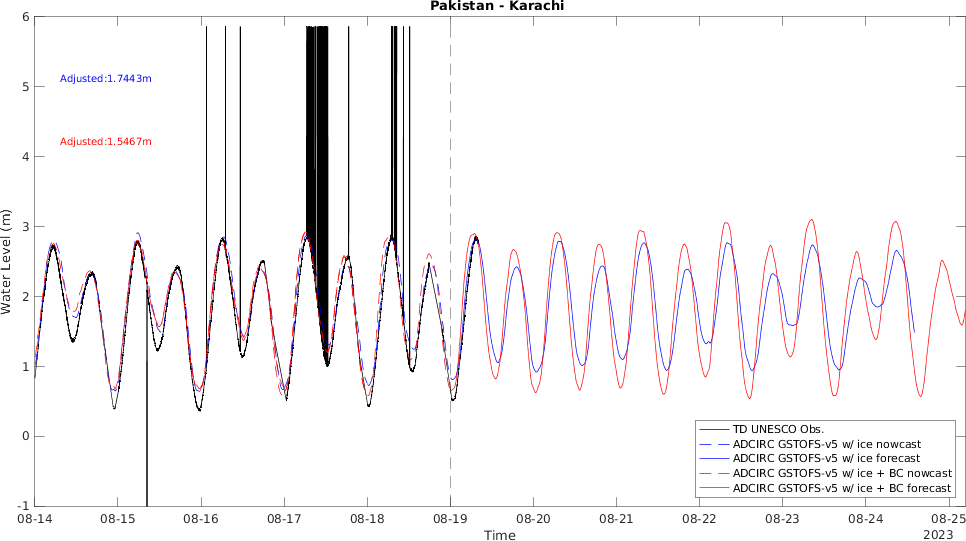 Pakistan - Karachi
6
5
4
3
2
1
0
-1
Water Level (m)
Adjusted:1.7443m
Adjusted:1.5467m
TD UNESCO Obs.
ADCIRC GSTOFS-v5 w/ ice nowcast
ADCIRC GSTOFS-v5 w/ ice forecast
ADCIRC GSTOFS-v5 w/ ice + BC nowcast
ADCIRC GSTOFS-v5 w/ ice + BC forecast
08-14 08-15 08-16 08-17 08-18 08-19 08-20 08-21 08-22 08-23 08-24 08-25
Time
2023